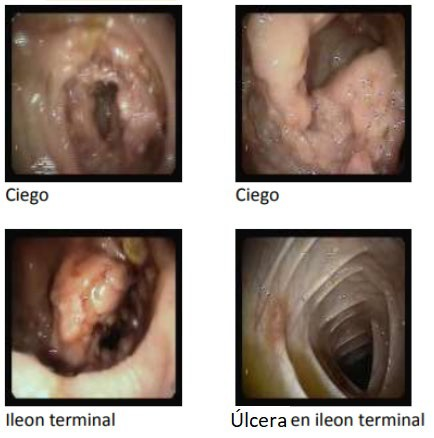 Ciego
Ciego
Ileon terminal
Úlcera en ileon terminal